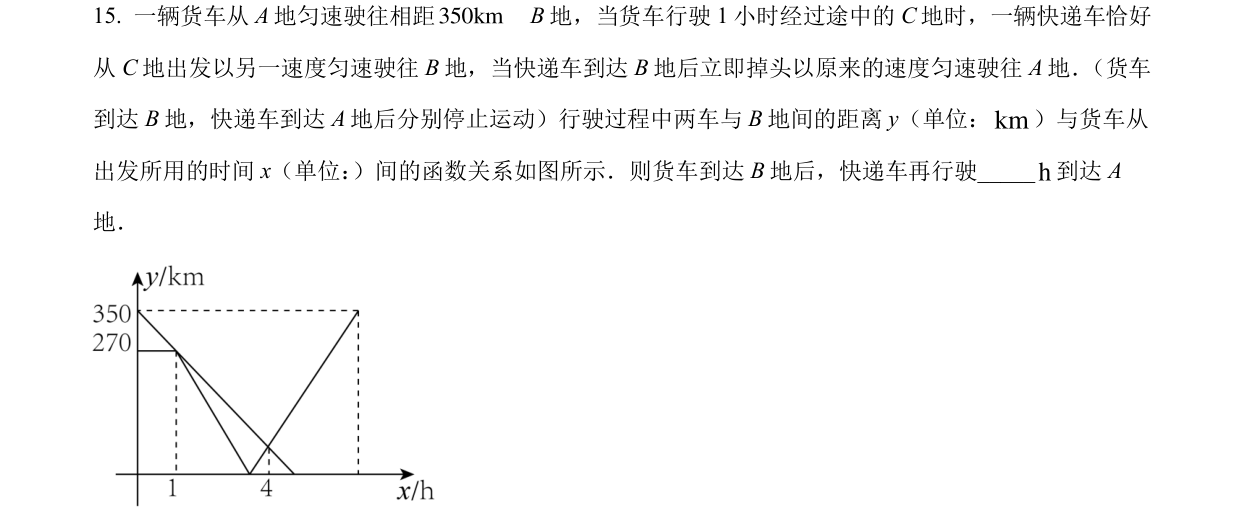 15. 一辆货车从 A 地匀速驶往相距 350km B 地，当货车行驶 1 小时经过途中的 C 地时，一辆快递车恰好
从 C 地出发以另一速度匀速驶往 B 地，当快递车到达 B 地后立即掉头以原来的速度匀速驶往 A 地．（货车
到达 B 地，快递车到达 A 地后分别停止运动）行驶过程中两车与 B 地间的距离 y（单位： km）与货车从
出发所用的时间 x（单位：）间的函数关系如图所示．则货车到达 B 地后，快递车再行驶_____h 到达 A
地．
y/km
350
270
1 4 x/h